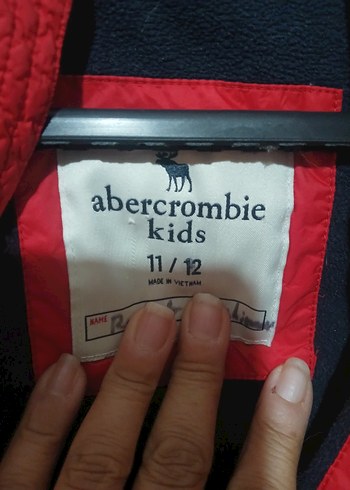 abercrombie
kids
11 / 12
MADE IN VIETNAM
NAME